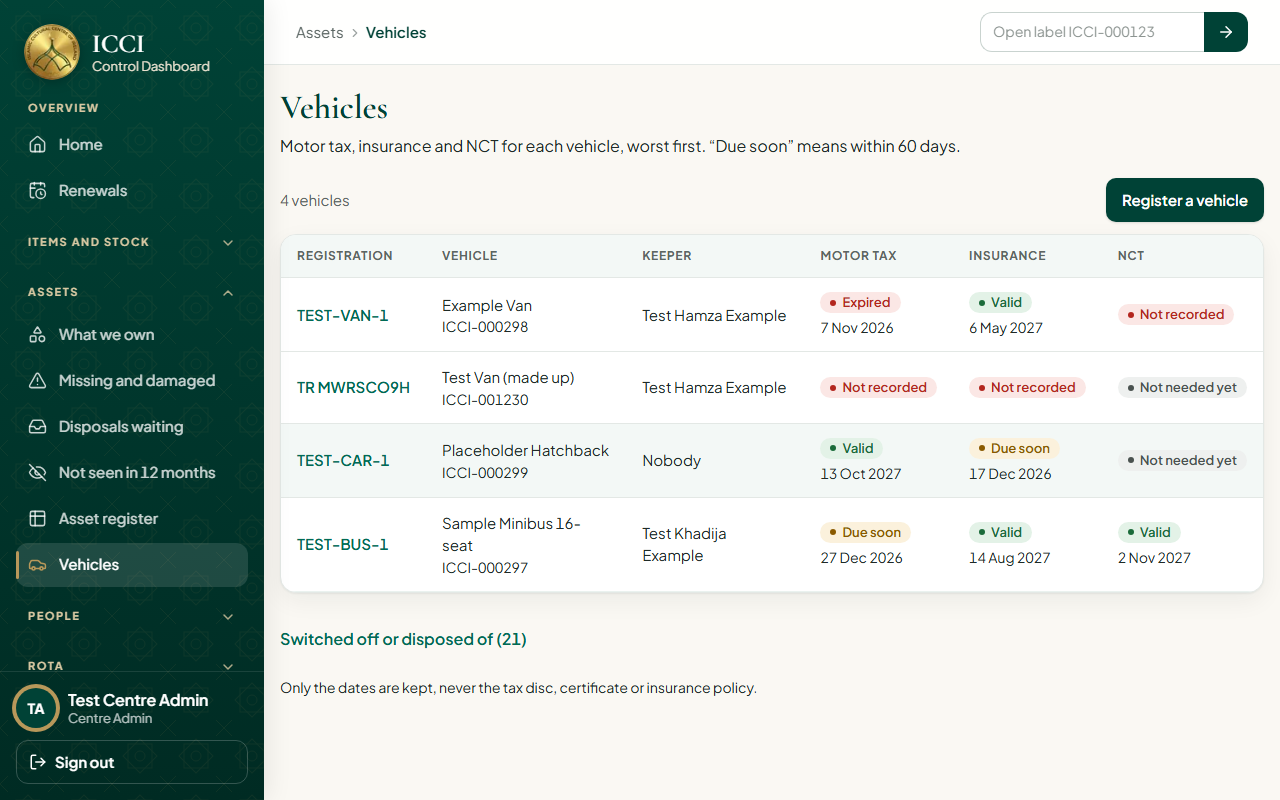 ICCI
Control Dashboard
OVERVIEW
Home
Renewals
ITEMS AND STOCK
ASSETS
What we own
Missing and damaged
Disposals waiting
Not seen in 12 months
Asset register
Vehicles
PEOPLE
ROTA
TA
Test Centre Admin
Centre Admin
Sign out
Assets > Vehicles
Open label ICCI-000123
Vehicles
Motor tax, insurance and NCT for each vehicle, worst first. “Due soon” means within 60 days.
4 vehicles
Register a vehicle
REGISTRATION VEHICLE KEEPER MOTOR TAX INSURANCE NCT
TEST-VAN-1
Example Van
ICCI-000298
Test Hamza Example
Expired
7 Nov 2026
Valid
6 May 2027
Not recorded
TR MWRSCO9H
Test Van (made up)
ICCI-001230
Test Hamza Example
Not recorded
Not recorded
Not needed yet
TEST-CAR-1
Placeholder Hatchback
ICCI-000299
Nobody
Valid
13 Oct 2027
Due soon
17 Dec 2026
Not needed yet
TEST-BUS-1
Sample Minibus 16-
seat
ICCI-000297
Test Khadija
Example
Due soon
27 Dec 2026
Valid
14 Aug 2027
Valid
2 Nov 2027
Switched off or disposed of (21)
Only the dates are kept, never the tax disc, certificate or insurance policy.